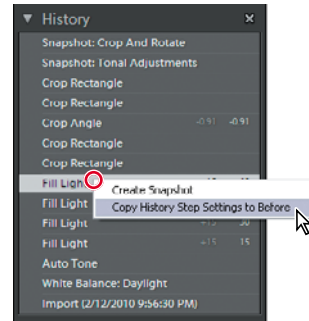 History ×
Snapshot: Crop And Rotate
Snapshot: Tonal Adjustments
Crop Rectangle
Crop Rectangle
Crop Angle -0.91 -0.91
Crop Rectangle
Crop Rectangle
Fill Light
Create Snapshot
Fill Light
Copy History Step Settings to Before
Fill Light +15 30
Fill Light +15 15
Auto Tone
White Balance: Daylight
Import (2/12/2010 9:56:30 PM)